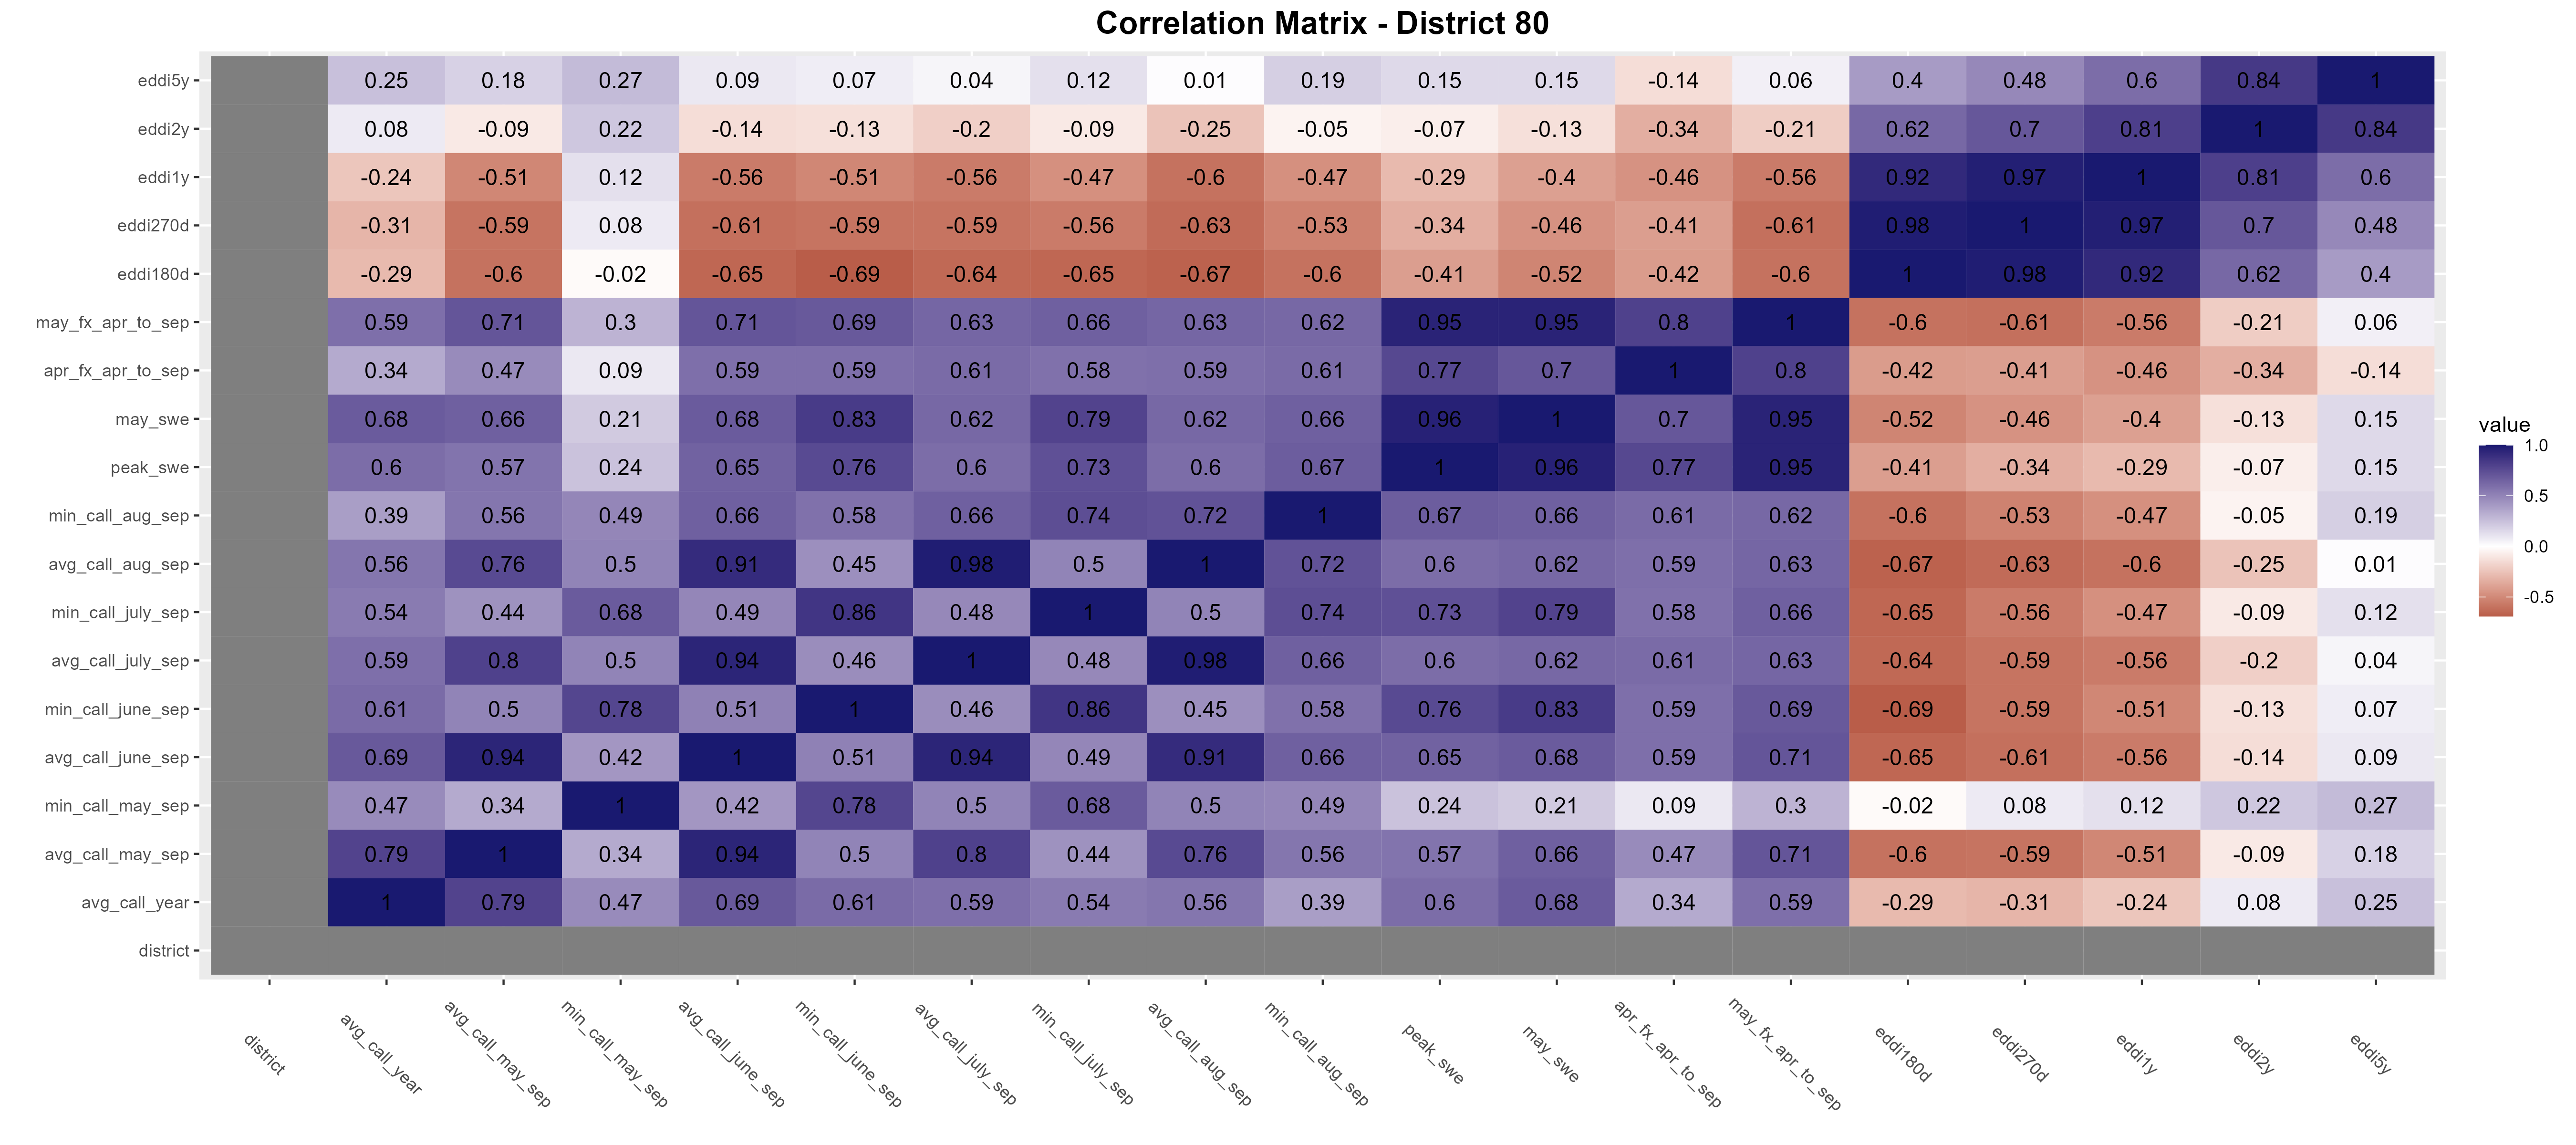 Correlation Matrix - District 80
eddi5y 0.25 0.18 0.27 0.09 0.07 0.04 0.12 0.01 0.19 0.15 0.15 -0.14 0.06 0.4 0.48 0.6 0.84 1
eddi2y 0.08 -0.09 0.22 -0.14 -0.13 -0.2 -0.09 -0.25 -0.05 -0.07 -0.13 -0.34 -0.21 0.62 0.7 0.81 1 0.84
eddi1y -0.24 -0.51 0.12 -0.56 -0.51 -0.56 -0.47 -0.6 -0.47 -0.29 -0.4 -0.46 -0.56 0.92 0.97 1 0.81 0.6
eddi270d -0.31 -0.59 0.08 -0.61 -0.59 -0.59 -0.56 -0.63 -0.53 -0.34 -0.46 -0.41 -0.61 0.98 1 0.97 0.7 0.48
eddi180d -0.29 -0.6 -0.02 -0.65 -0.69 -0.64 -0.65 -0.67 -0.6 -0.41 -0.52 -0.42 -0.6 1 0.98 0.92 0.62 0.4
may_fx_apr_to_sep 0.59 0.71 0.3 0.71 0.69 0.63 0.66 0.63 0.62 0.95 0.95 0.8 1 -0.6 -0.61 -0.56 -0.21 0.06
apr_fx_apr_to_sep 0.34 0.47 0.09 0.59 0.59 0.61 0.58 0.59 0.61 0.77 0.7 1 0.8 -0.42 -0.41 -0.46 -0.34 -0.14
may_swe 0.68 0.66 0.21 0.68 0.83 0.62 0.79 0.62 0.66 0.96 1 0.7 0.95 -0.52 -0.46 -0.4 -0.13 0.15
peak_swe 0.6 0.57 0.24 0.65 0.76 0.6 0.73 0.6 0.67 1 0.96 0.77 0.95 -0.41 -0.34 -0.29 -0.07 0.15
min_call_aug_sep 0.39 0.56 0.49 0.66 0.58 0.66 0.74 0.72 1 0.67 0.66 0.61 0.62 -0.6 -0.53 -0.47 -0.05 0.19
avg_call_aug_sep 0.56 0.76 0.5 0.91 0.45 0.98 0.5 1 0.72 0.6 0.62 0.59 0.63 -0.67 -0.63 -0.6 -0.25 0.01
min_call_july_sep 0.54 0.44 0.68 0.49 0.86 0.48 1 0.5 0.74 0.73 0.79 0.58 0.66 -0.65 -0.56 -0.47 -0.09 0.12
avg_call_july_sep 0.59 0.8 0.5 0.94 0.46 1 0.48 0.98 0.66 0.6 0.62 0.61 0.63 -0.64 -0.59 -0.56 -0.2 0.04
min_call_june_sep 0.61 0.5 0.78 0.51 1 0.46 0.86 0.45 0.58 0.76 0.83 0.59 0.69 -0.69 -0.59 -0.51 -0.13 0.07
avg_call_june_sep 0.69 0.94 0.42 1 0.51 0.94 0.49 0.91 0.66 0.65 0.68 0.59 0.71 -0.65 -0.61 -0.56 -0.14 0.09
min_call_may_sep 0.47 0.34 1 0.42 0.78 0.5 0.68 0.5 0.49 0.24 0.21 0.09 0.3 -0.02 0.08 0.12 0.22 0.27
avg_call_may_sep 0.79 1 0.34 0.94 0.5 0.8 0.44 0.76 0.56 0.57 0.66 0.47 0.71 -0.6 -0.59 -0.51 -0.09 0.18
avg_call_year 1 0.79 0.47 0.69 0.61 0.59 0.54 0.56 0.39 0.6 0.68 0.34 0.59 -0.29 -0.31 -0.24 0.08 0.25
district
district avg_call_year avg_call_may_sep min_call_may_sep avg_call_june_sep min_call_june_sep avg_call_july_sep min_call_july_sep avg_call_aug_sep min_call_aug_sep peak_swe may_swe apr_fx_apr_to_sep may_fx_apr_to_sep eddi180d eddi270d eddi1y eddi2y eddi5y
value
1.0
0.5
0.0
-0.5